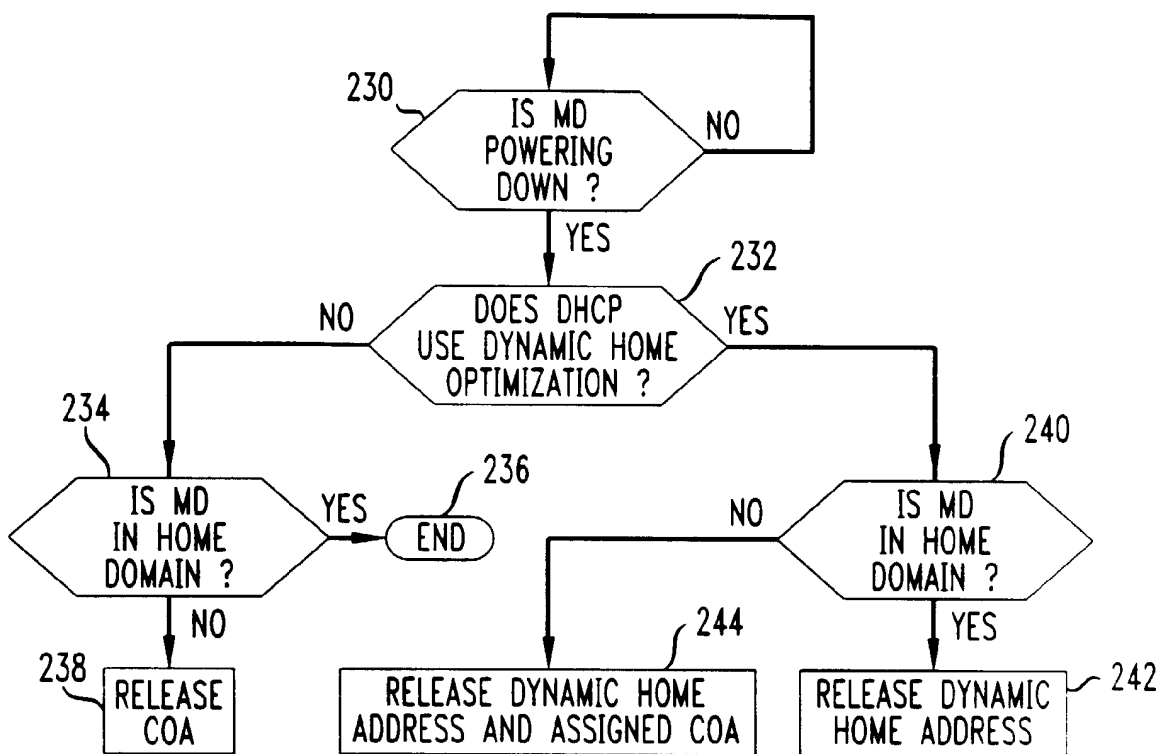 230
IS MD
POWERING
DOWN ?
NO
YES
232
DOES DHCP
USE DYNAMIC HOME
OPTIMIZATION ?
NO
YES
234
IS MD
IN HOME
DOMAIN ?
YES
236
END
NO
238
RELEASE
COA
240
IS MD
IN HOME
DOMAIN ?
NO
YES
244
RELEASE DYNAMIC HOME
ADDRESS AND ASSIGNED COA
242
RELEASE DYNAMIC
HOME ADDRESS